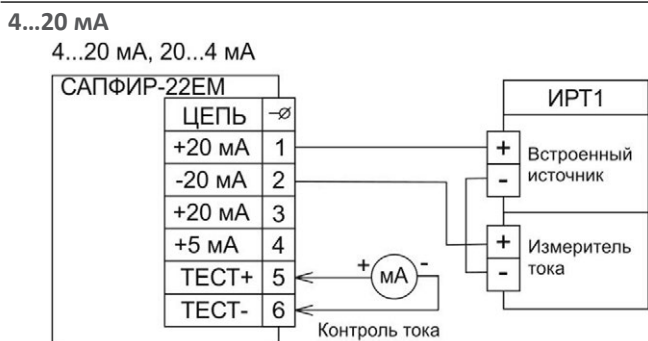 4...20 мА
4...20 мА, 20...4 мА
САПФИР-22ЕМ
ЦЕПЬ
+20 мА 1
-20 мА 2
+20 мА 3
+5 мА 4
ТЕСТ+ 5
ТЕСТ- 6
+ мА -
Контроль тока
ИРТ1
+ Встроенный
- источник
+ Измеритель
- тока